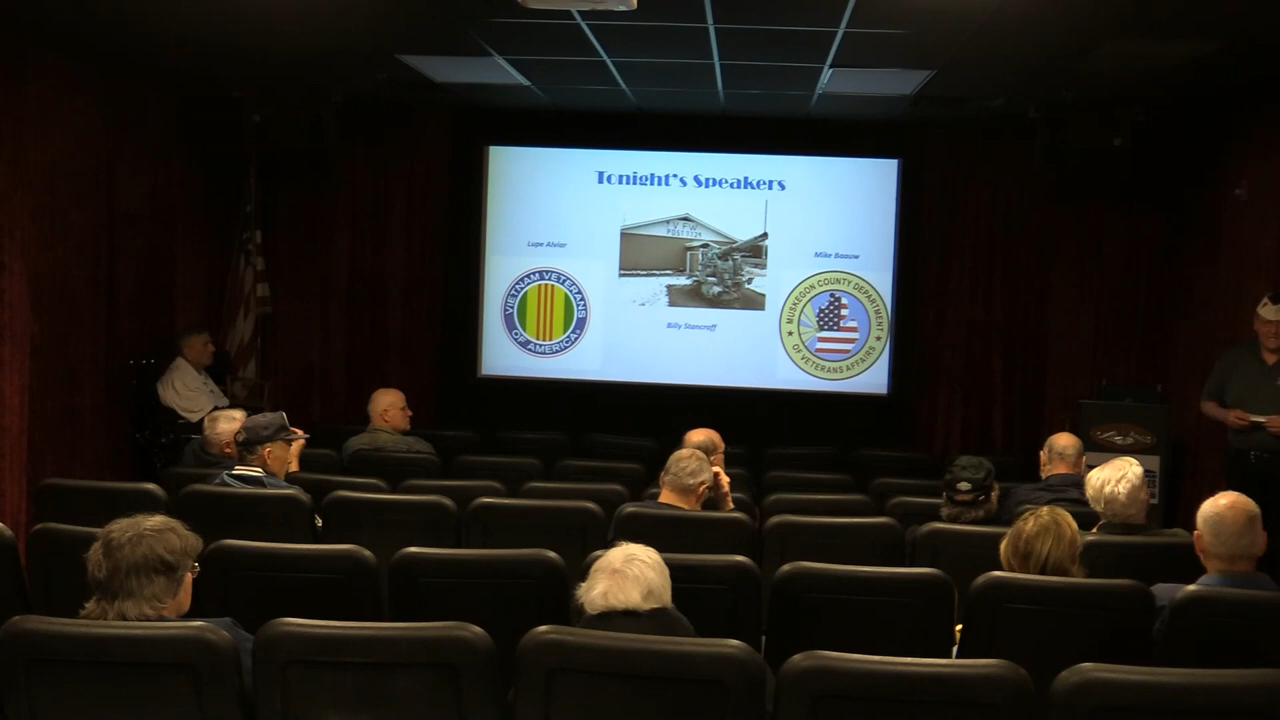 Tonight's Speakers
Lupe Alviar
VIETNAM VETERANS
OF AMERICA
V F W
POST 7729
Billy Stancroff
Mike Baauw
MUSKEGON COUNTY DEPARTMENT
OF VETERANS AFFAIRS